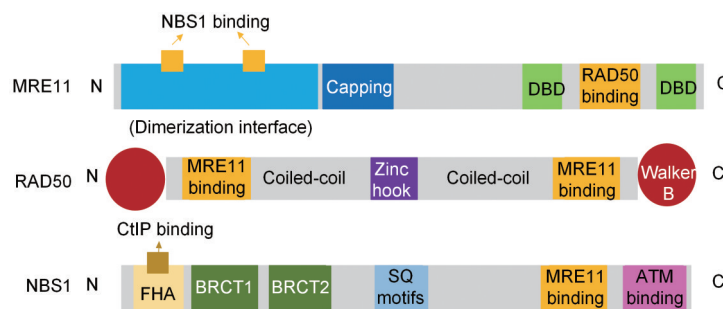 NBS1 binding
MRE11 N Capping DBD RAD50 binding DBD C
(Dimerization interface)
RAD50 N MRE11 binding Coiled-coil Zinc hook Coiled-coil MRE11 binding Walker B C
CtIP binding
NBS1 N FHA BRCT1 BRCT2 SQ motifs MRE11 binding ATM binding C